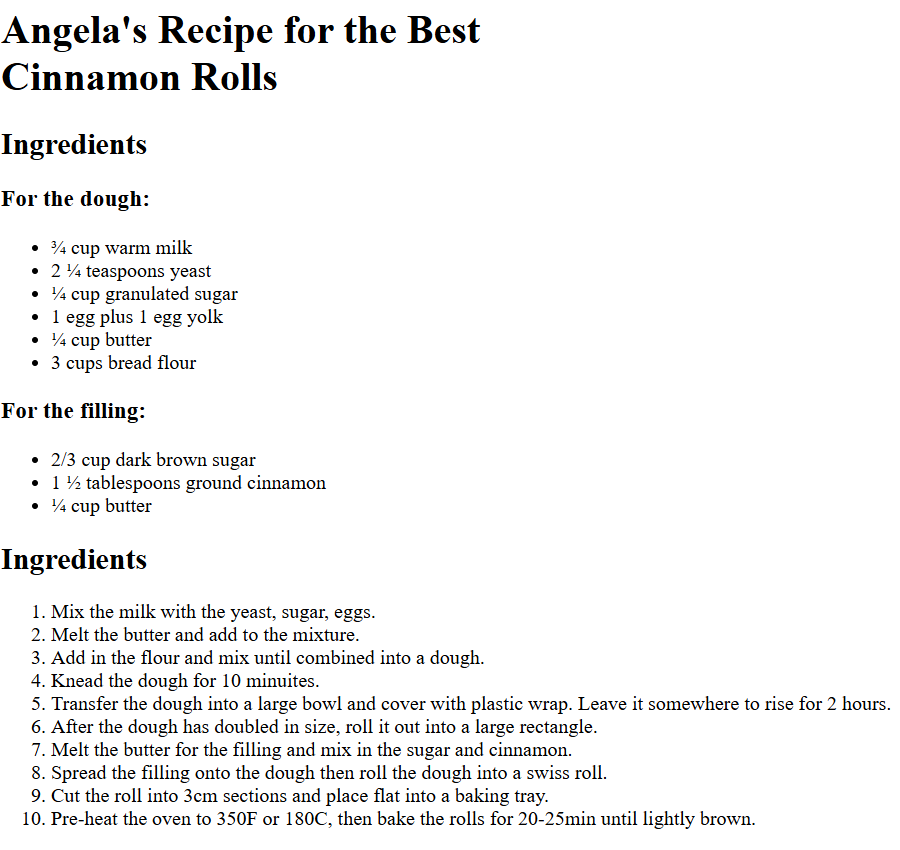 Angela's Recipe for the Best
Cinnamon Rolls
Ingredients
For the dough:
• ¾ cup warm milk
• 2 ¼ teaspoons yeast
• ¼ cup granulated sugar
• 1 egg plus 1 egg yolk
• ¼ cup butter
• 3 cups bread flour
For the filling:
• 2/3 cup dark brown sugar
• 1 ½ tablespoons ground cinnamon
• ¼ cup butter
Ingredients
1. Mix the milk with the yeast, sugar, eggs.
2. Melt the butter and add to the mixture.
3. Add in the flour and mix until combined into a dough.
4. Knead the dough for 10 minuites.
5. Transfer the dough into a large bowl and cover with plastic wrap. Leave it somewhere to rise for 2 hours.
6. After the dough has doubled in size, roll it out into a large rectangle.
7. Melt the butter for the filling and mix in the sugar and cinnamon.
8. Spread the filling onto the dough then roll the dough into a swiss roll.
9. Cut the roll into 3cm sections and place flat into a baking tray.
10. Pre-heat the oven to 350F or 180C, then bake the rolls for 20-25min until lightly brown.